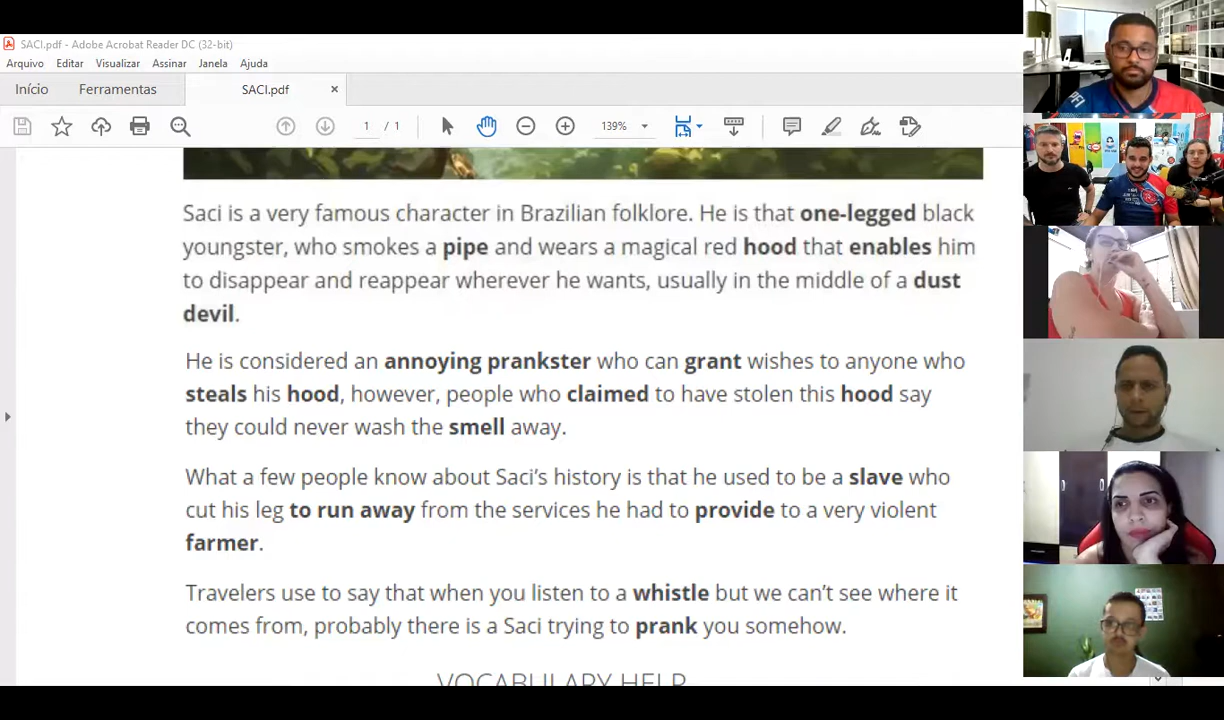 SACI.pdf - Adobe Acrobat Reader DC (32-bit)
Arquivo Editar Visualizar Assinar Janela Ajuda
Início Ferramentas SACI.pdf ×
1 / 1 139%
Saci is a very famous character in Brazilian folklore. He is that one-legged black
youngster, who smokes a pipe and wears a magical red hood that enables him
to disappear and reappear wherever he wants, usually in the middle of a dust
devil.
He is considered an annoying prankster who can grant wishes to anyone who
steals his hood, however, people who claimed to have stolen this hood say
they could never wash the smell away.
What a few people know about Saci’s history is that he used to be a slave who
cut his leg to run away from the services he had to provide to a very violent
farmer.
Travelers use to say that when you listen to a whistle but we can’t see where it
comes from, probably there is a Saci trying to prank you somehow.
VOCABULARY HELP